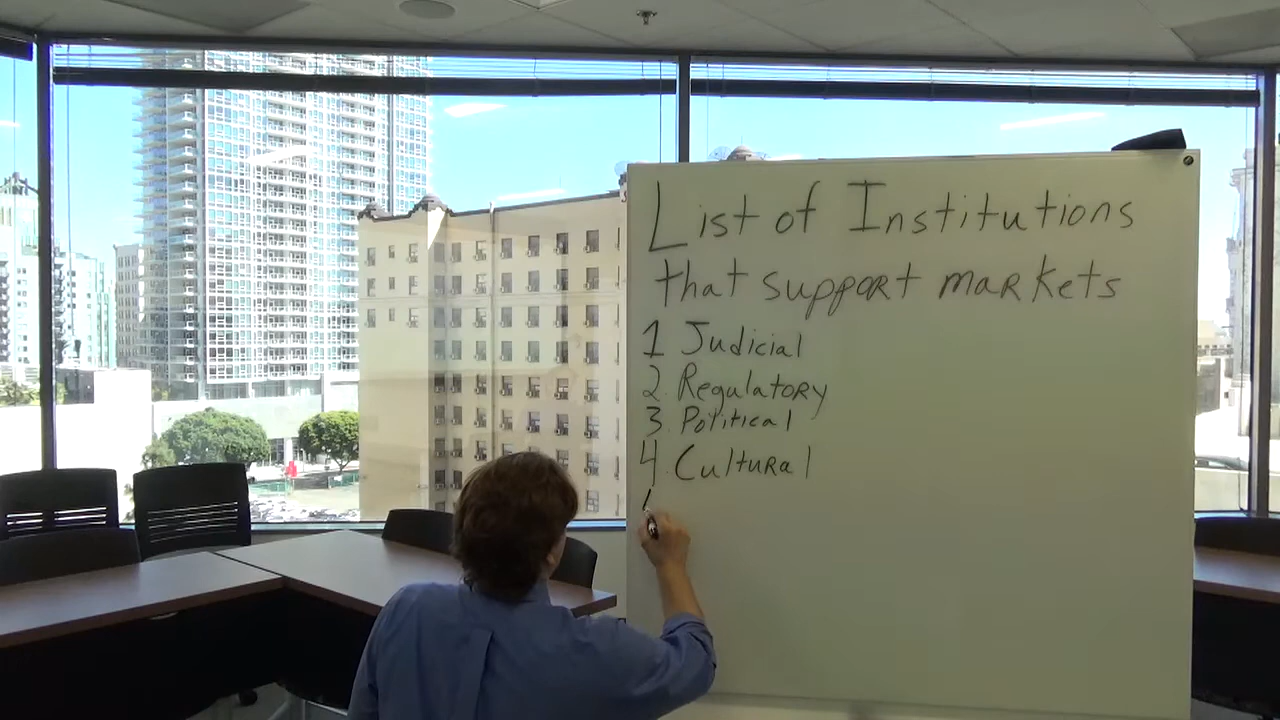 List of Institutions
that support markets
1 Judicial
2. Regulatory
3. Political
4. Cultural